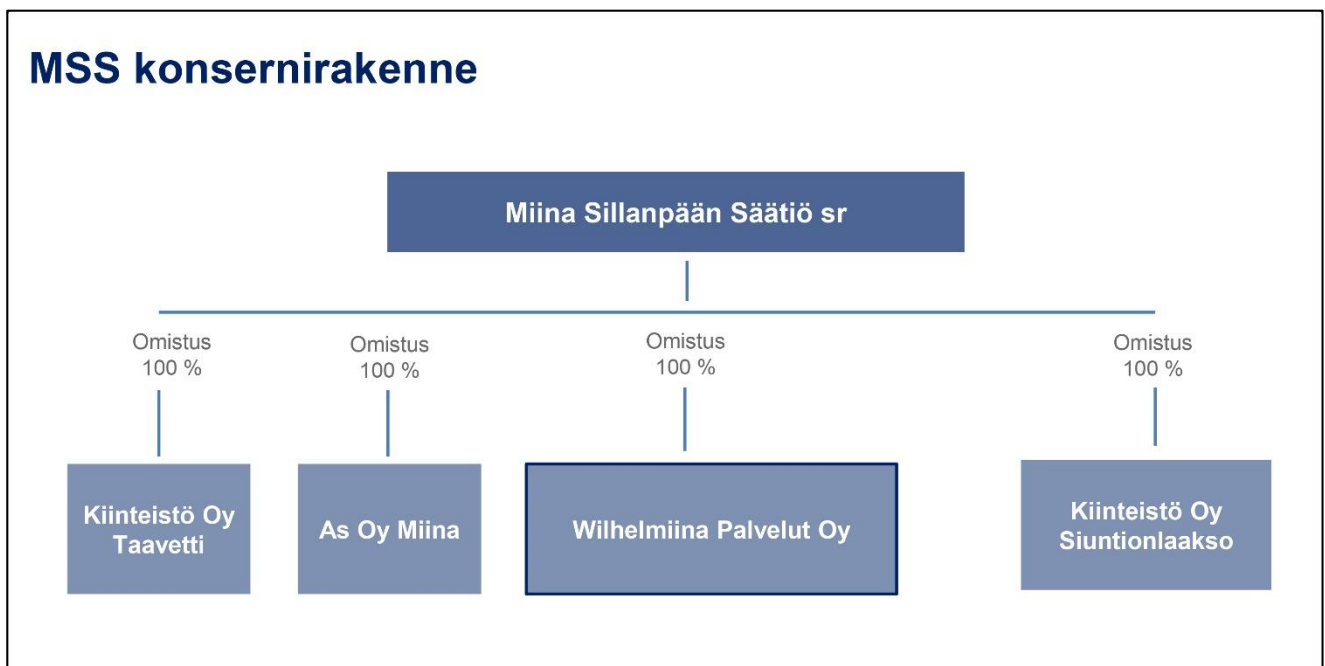 MSS konsernirakenne
Miina Sillanpään Säätiö sr
Omistus
100 %
Omistus
100 %
Omistus
100 %
Omistus
100 %
Kiinteistö Oy
Taavetti
As Oy Miina
Wilhelmiina Palvelut Oy
Kiinteistö Oy
Siuntionlaakso